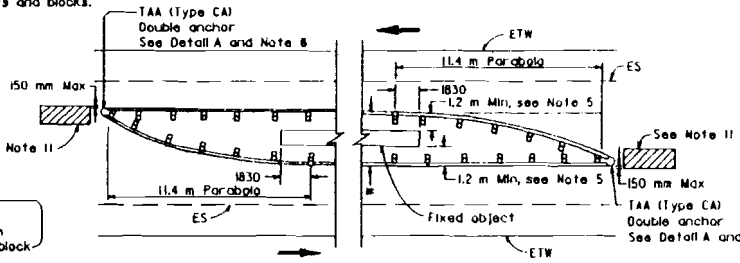 s and blocks.
TAA (Type CA)
Double anchor
See Detail A and Note 6
ETW
11.4 m Parabola
ES
1830
1.2 m Min, see Note 5
150 mm Max
Note 11
See Note 11
1830
11.4 m Parabola
1.2 m Min, see Note 5
150 mm Max
ES
Fixed object
TAA (Type CA)
Double anchor
See Detail A and
ETW
block